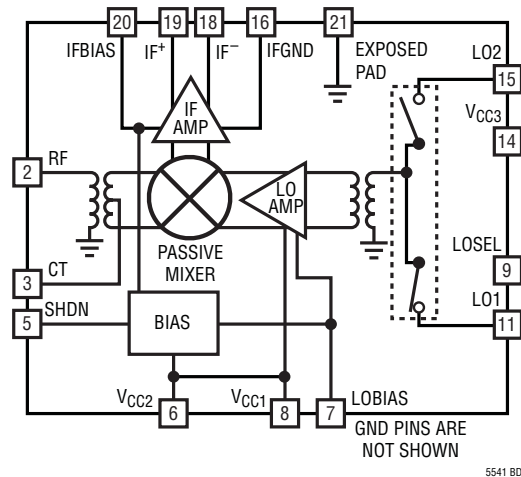 20 19 18 16 21
IFBIAS IF+ IF− IFGND EXPOSED
PAD
LO2
15
IF
AMP
VCC3
14
RF
2
LO
AMP
PASSIVE
MIXER
LOSEL
9
CT
3
SHDN
5
BIAS
LO1
11
VCC2 VCC1 LOBIAS
6 8 7
GND PINS ARE
NOT SHOWN
5541 BD